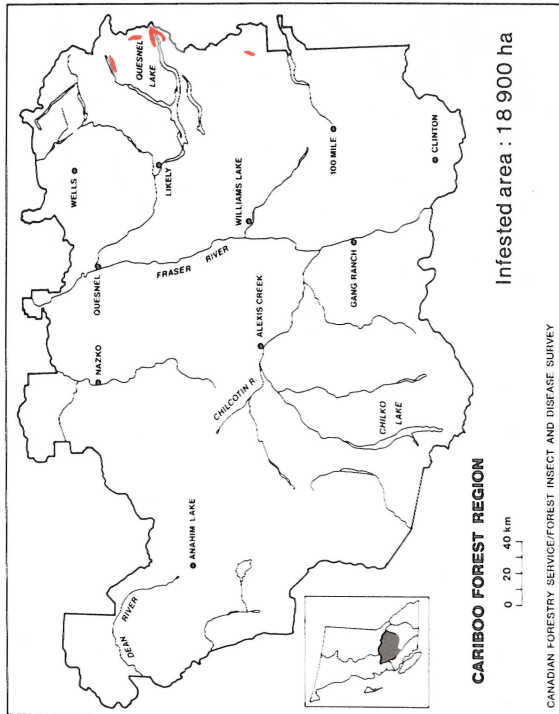 QUESNEL
LAKE
WELLS
LIKELY
QUESNEL
NAZKO
FRASER RIVER
WILLIAMS LAKE
100 MILE
CLINTON
ALEXIS CREEK
GANG RANCH
CHILCOTIN R.
CHILKO
LAKE
ANAHIM LAKE
DEAN RIVER
CARIBOO FOREST REGION
0 20 40 km
Infested area : 18 900 ha
CANADIAN FORESTRY SERVICE/FOREST INSECT AND DISEASE SURVEY